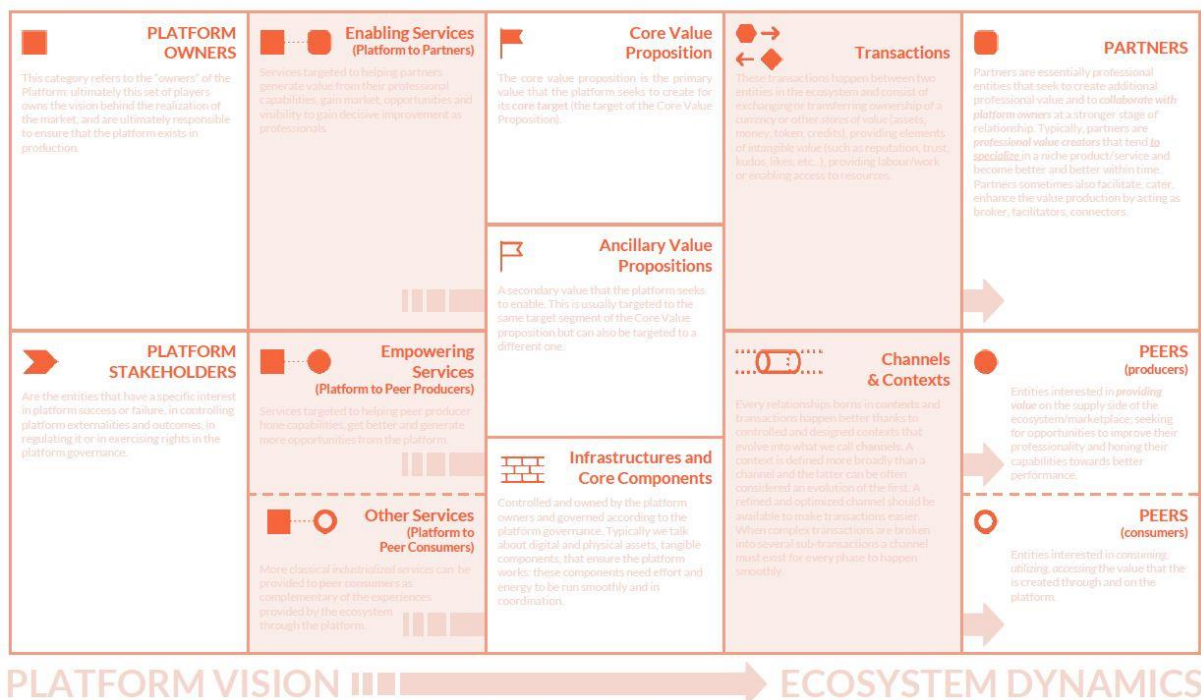 PLATFORM
OWNERS
This category refers to the "owners" of the
Platform: ultimately this set of players
owns the vision behind the realization of
the market, and are ultimately responsible
to ensure that the platform exists in
production.
Enabling Services
(Platform to Partners)
Services targeted to helping partners
generate value from their professional
capabilities, gain market, opportunities and
visibility to gain decisive improvement as
professionals.
Core Value
Proposition
The core value proposition is the primary
value that the platform seeks to create for
its core target (the target of the Core Value
Proposition).
Transactions
These transactions happen between two
entities in the ecosystem and consist of
exchanging or transferring ownership of a
currency or other stores of value (assets,
money, token, credits), providing elements
of intangible value (such as reputation, trust,
kudos, likes, etc..), providing labour/work
or enabling access to resources.
PARTNERS
Partners are essentially professional
entities that seek to create additional
professional value and to collaborate with
platform owners at a stronger stage of
relationship. Typically, partners are
professional value creators that tend to
specialize in a niche product/service and
become better and better within time.
Partners sometimes also facilitate, cater,
enhance the value production by acting as
broker, facilitators, connectors.
Ancillary Value
Propositions
A secondary value that the platform seeks
to enable. This is usually targeted to the
same target segment of the Core Value
proposition but can also be targeted to a
different one.
PLATFORM
STAKEHOLDERS
Are the entities that have a specific interest
in platform success or failure, in controlling
platform externalities and outcomes, in
regulating it or in exercising rights in the
platform governance.
Empowering
Services
(Platform to Peer Producers)
Services targeted to helping peer producer
hone capabilities, get better and generate
more opportunities from the platform.
Other Services
(Platform to
Peer Consumers)
More classical industrialized services can be
provided to peer consumers as
complementary of the experiences
provided by the ecosystem
through the platform.
Infrastructures and
Core Components
Controlled and owned by the platform
owners and governed according to the
platform governance. Typically we talk
about digital and physical assets, tangible
components, that ensure the platform
works: these components need effort and
energy to be run smoothly and in
coordination.
Channels
& Contexts
Every relationships borns in contexts and
transactions happen better thanks to
controlled and designed contexts that
evolve into what we call channels. A
context is defined more broadly than a
channel and the latter can be often
considered an evolution of the first. A
refined and optimized channel should be
available to make transactions easier.
When complex transactions are broken
into several sub-transactions a channel
must exist for every phase to happen
smoothly.
PEERS
(producers)
Entities interested in providing
value on the supply side of the
ecosystem/marketplace, seeking
for opportunities to improve their
professionality and honing their
capabilities towards better
performance.
PEERS
(consumers)
Entities interested in consuming,
utilizing, accessing the value that the
is created through and on the
platform.
PLATFORM VISION
ECOSYSTEM DYNAMICS